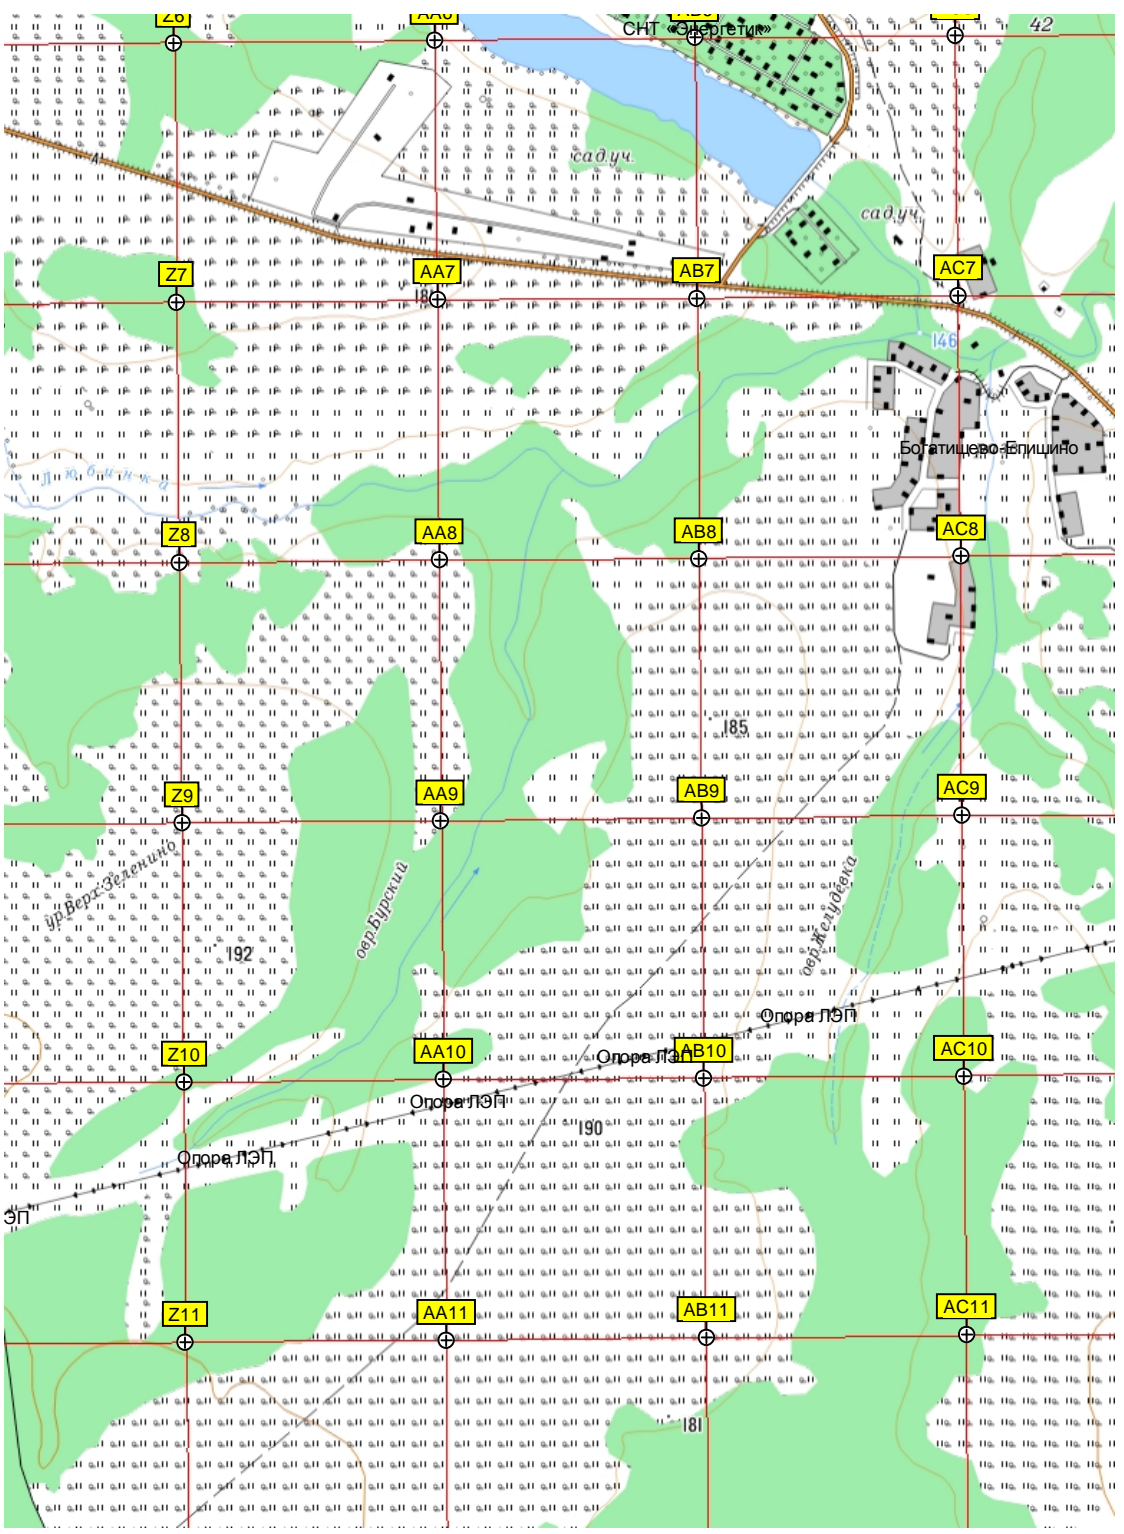 Z6
AA6
AB6
42
СНТ «Энергетик»
4
сад.уч.
сад.уч.
Z7
AA7
AB7
AC7
146
Богатищево-Епишино
Любинка
Z8
AA8
AB8
AC8
185
Z9
AA9
AB9
AC9
ур.Верх.Зеленино
овр.Бурский
овр.Желудевка
192
Опора ЛЭП
Опора ЛЭП
Z10
AA10
AB10
AC10
Опора ЛЭП
190
Опора ЛЭП
ЭП
Z11
AA11
AB11
AC11
181